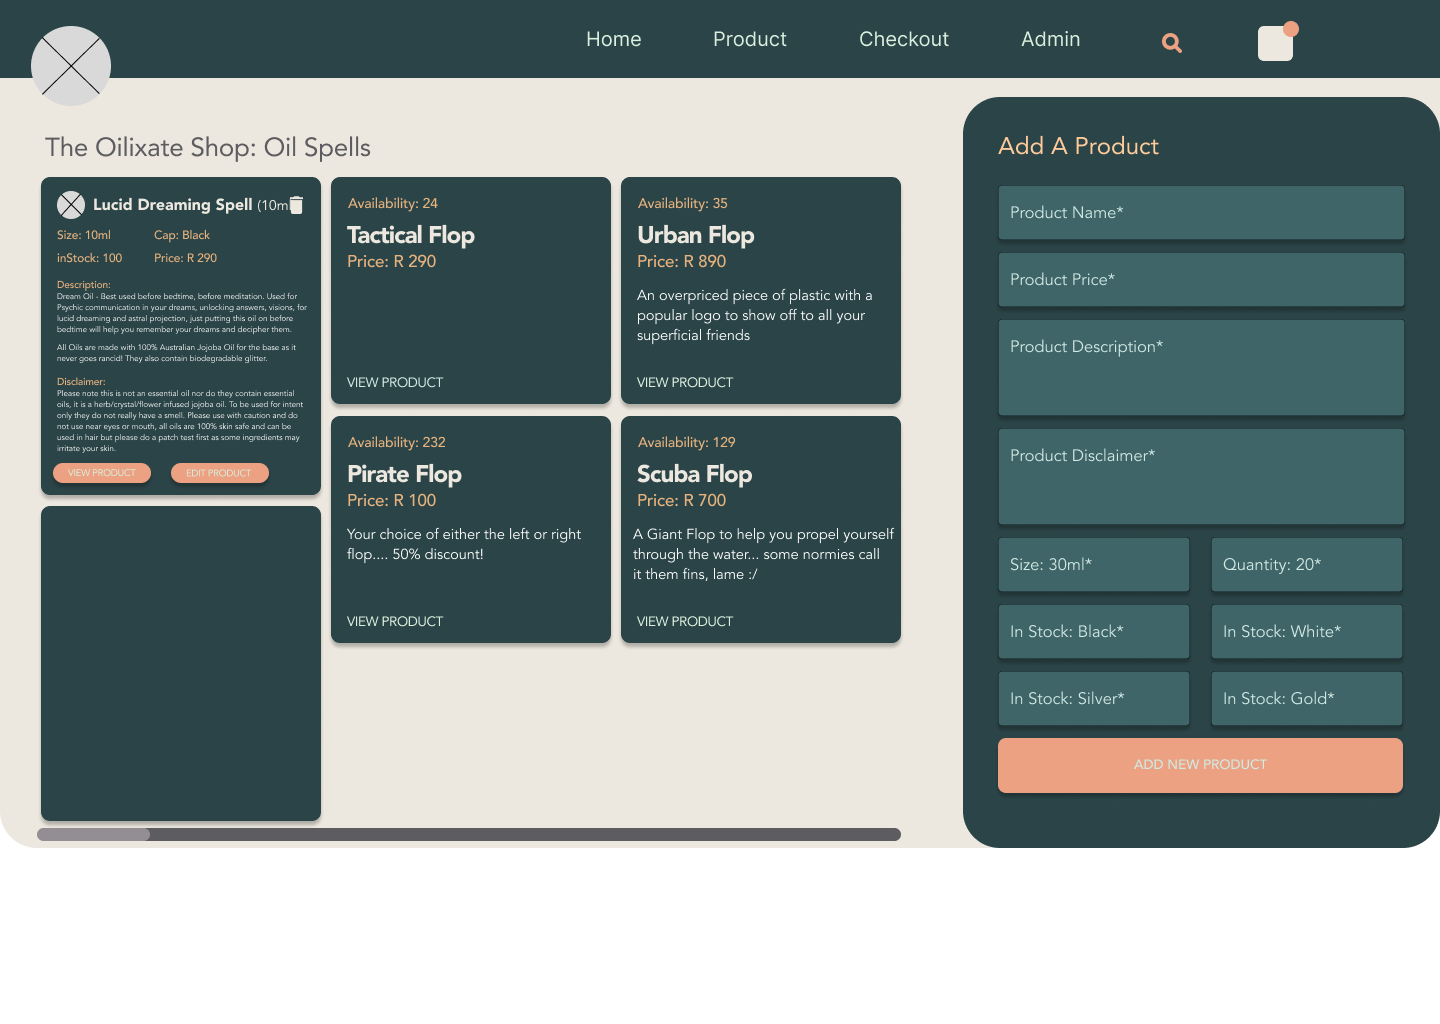 Home
Product
Checkout
Admin
The Oilixate Shop: Oil Spells
Lucid Dreaming Spell (10m
Size: 10ml
Cap: Black
inStock: 100
Price: R 290
Description:
Dream Oil - Best used before bedtime, before meditation. Used for
Psychic communication in your dreams, unlocking answers, visions, for
lucid dreaming and astral projection, just putting this oil on before
bedtime will help you remember your dreams and decipher them.
All Oils are made with 100% Australian Jojoba Oil for the base as it
never goes rancid! They also contain biodegradable glitter.
Disclaimer:
Please note this is not an essential oil nor do they contain essential
oils, it is a herb/crystal/flower infused jojoba oil. To be used for intent
only they do not really have a smell. Please use with caution and do
not use near eyes or mouth, all oils are 100% skin safe and can be
used in hair but please do a patch test first as some ingredients may
irritate your skin.
VIEW PRODUCT
EDIT PRODUCT
Availability: 24
Tactical Flop
Price: R 290
VIEW PRODUCT
Availability: 35
Urban Flop
Price: R 890
An overpriced piece of plastic with a
popular logo to show off to all your
superficial friends
VIEW PRODUCT
Availability: 232
Pirate Flop
Price: R 100
Your choice of either the left or right
flop.... 50% discount!
VIEW PRODUCT
Availability: 129
Scuba Flop
Price: R 700
A Giant Flop to help you propel yourself
through the water... some normies call
it them fins, lame :/
VIEW PRODUCT
Add A Product
Product Name*
Product Price*
Product Description*
Product Disclaimer*
Size: 30ml*
Quantity: 20*
In Stock: Black*
In Stock: White*
In Stock: Silver*
In Stock: Gold*
ADD NEW PRODUCT